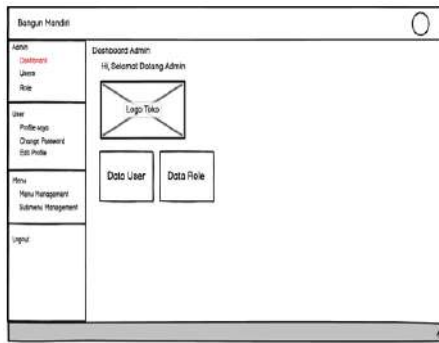 Bangun Mandiri
Admin
Dashboard
Users
Role
User
Profile saya
Change Password
Edit Profile
Menu
Menu Management
Submenu Management
Logout
Dashboard Admin
Hi, Selamat Datang Admin
Logo Toko
Data User
Data Role